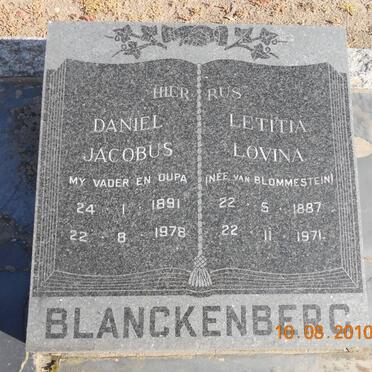 HIER RUS
DANIEL
JACOBUS
MY VADER EN OUPA
24 · 1 · 1891
22 · 8 · 1978
LETITIA
LOVINA
(NÉE VAN BLOMMESTEIN)
22 · 5 · 1887
22 · 11 · 1971
BLANCKENBERG
10.08.2010